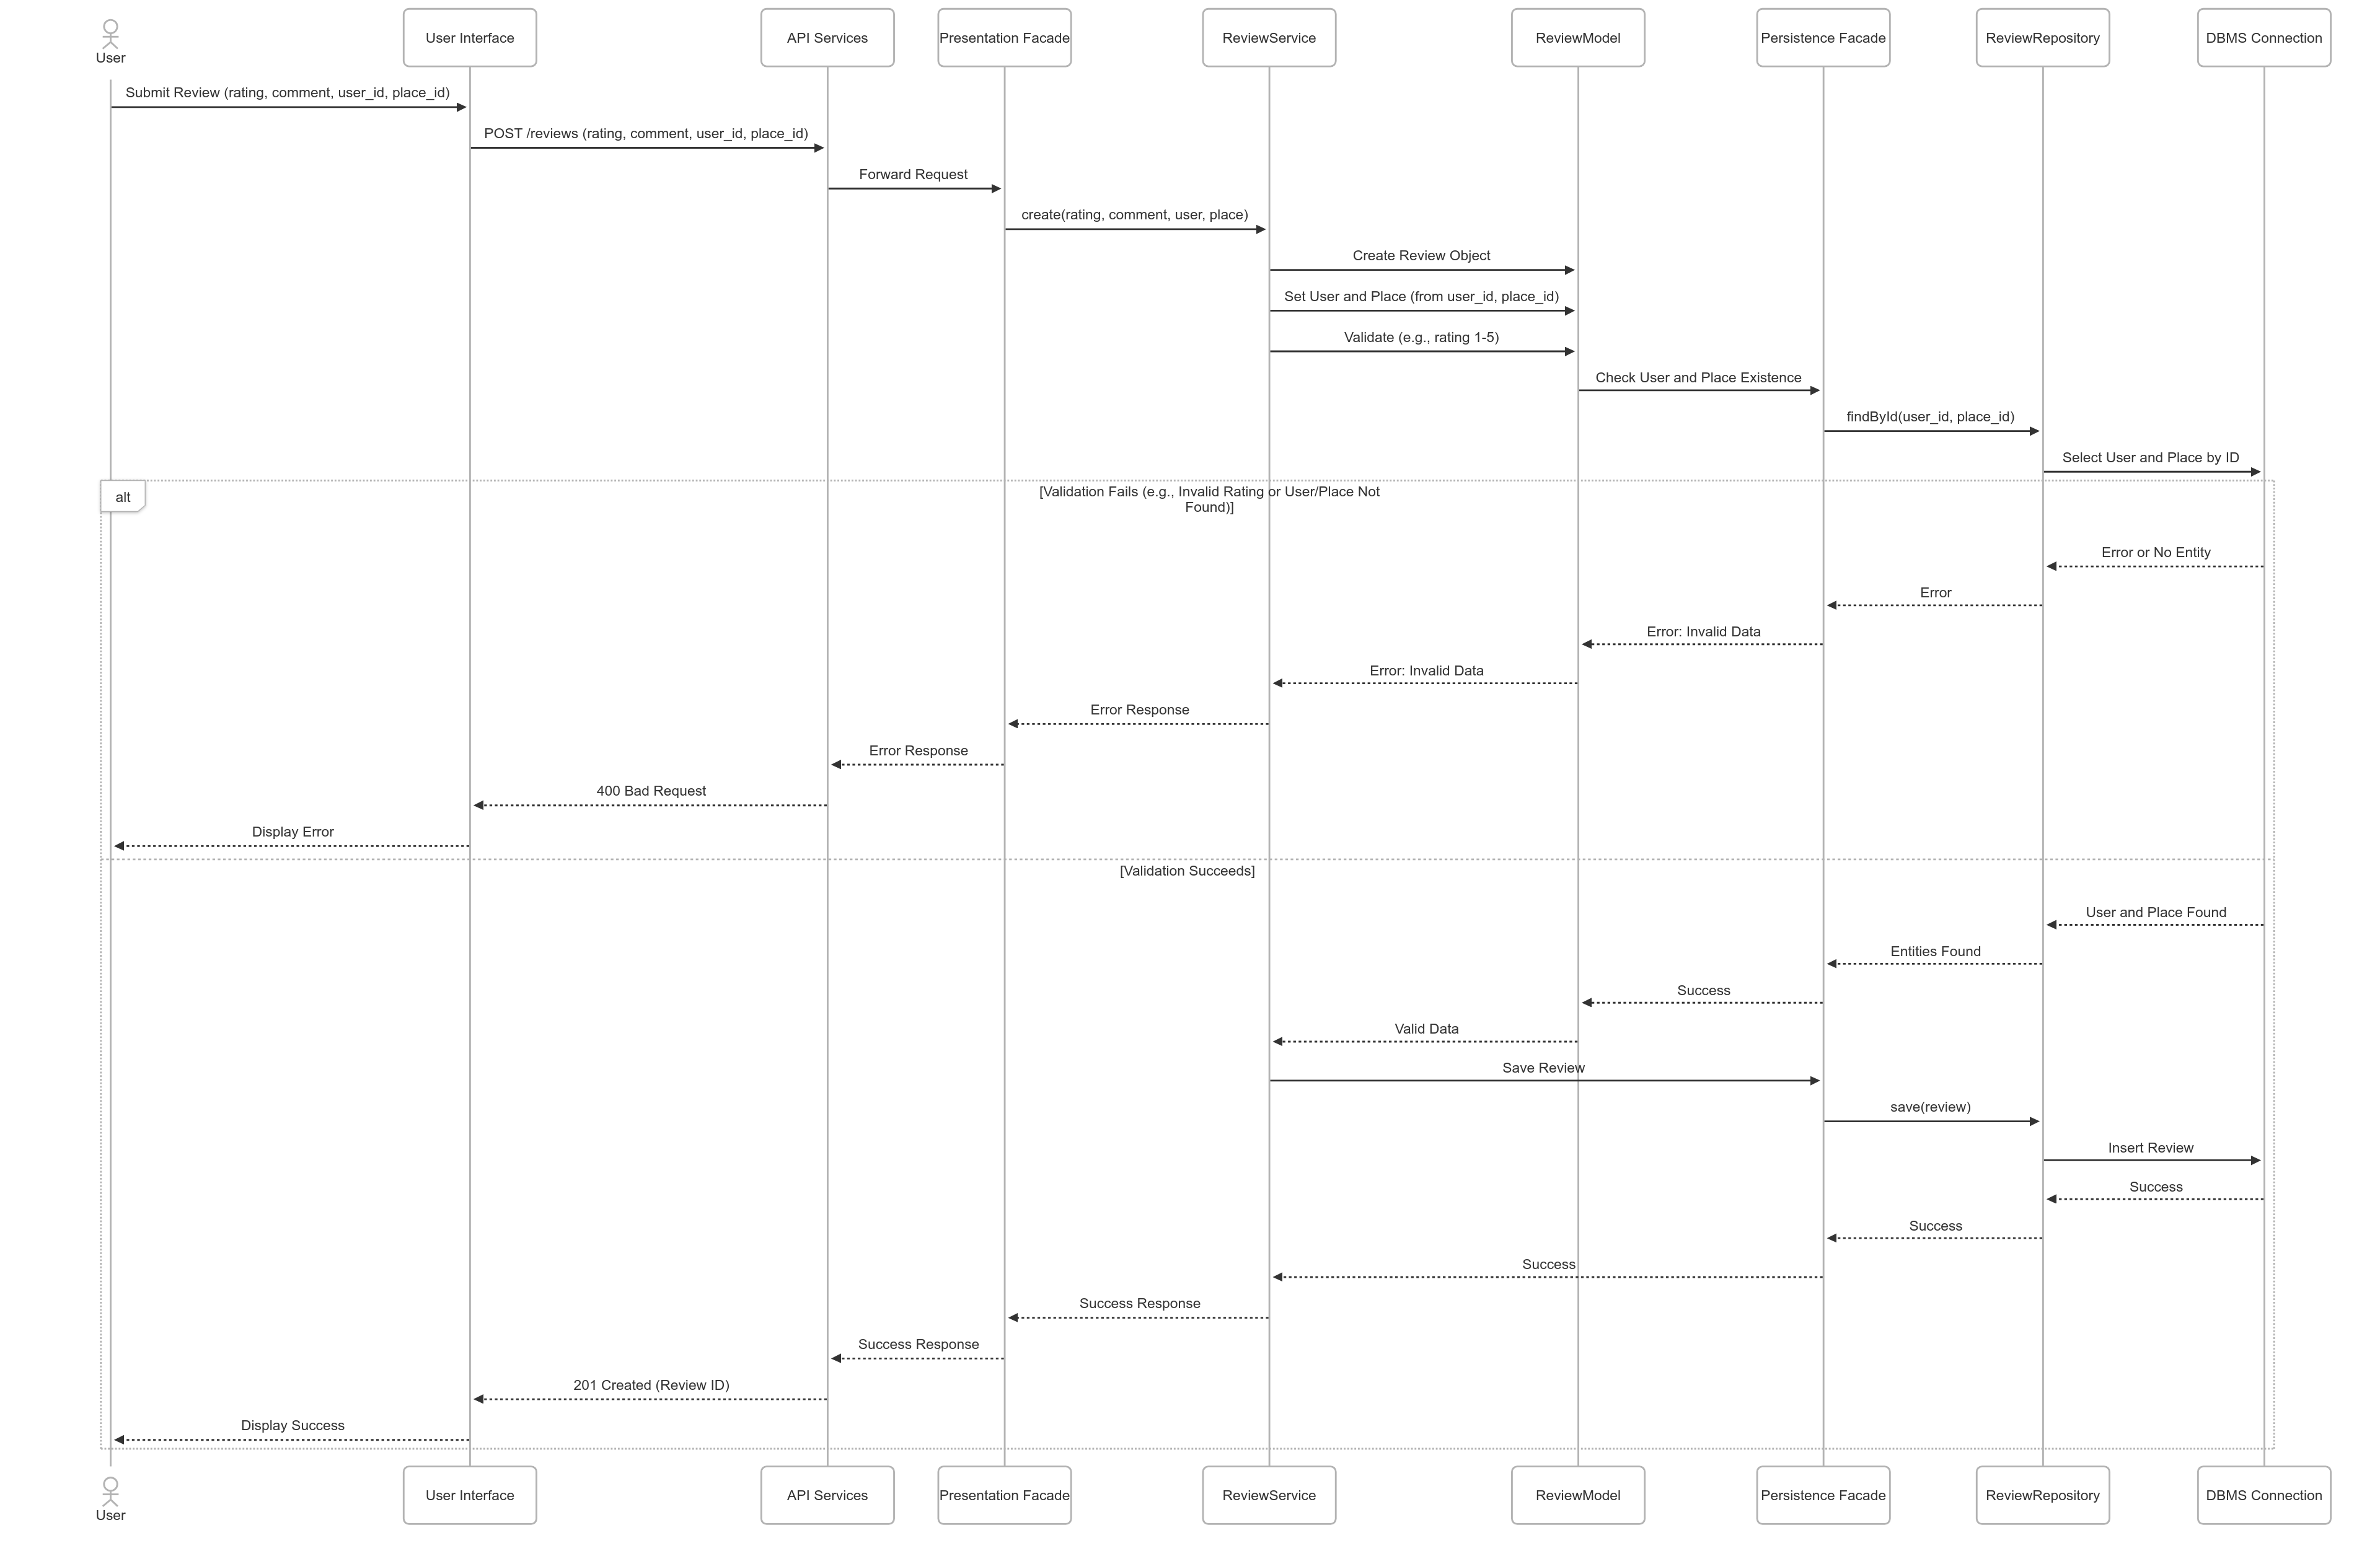 User
User Interface
API Services
Presentation Facade
ReviewService
ReviewModel
Persistence Facade
ReviewRepository
DBMS Connection
Submit Review (rating, comment, user_id, place_id)
POST /reviews (rating, comment, user_id, place_id)
Forward Request
create(rating, comment, user, place)
Create Review Object
Set User and Place (from user_id, place_id)
Validate (e.g., rating 1-5)
Check User and Place Existence
findById(user_id, place_id)
Select User and Place by ID
alt
[Validation Fails (e.g., Invalid Rating or User/Place Not
Found)]
Error or No Entity
Error
Error: Invalid Data
Error: Invalid Data
Error Response
Error Response
400 Bad Request
Display Error
[Validation Succeeds]
User and Place Found
Entities Found
Success
Valid Data
Save Review
save(review)
Insert Review
Success
Success
Success
Success Response
Success Response
201 Created (Review ID)
Display Success
User
User Interface
API Services
Presentation Facade
ReviewService
ReviewModel
Persistence Facade
ReviewRepository
DBMS Connection